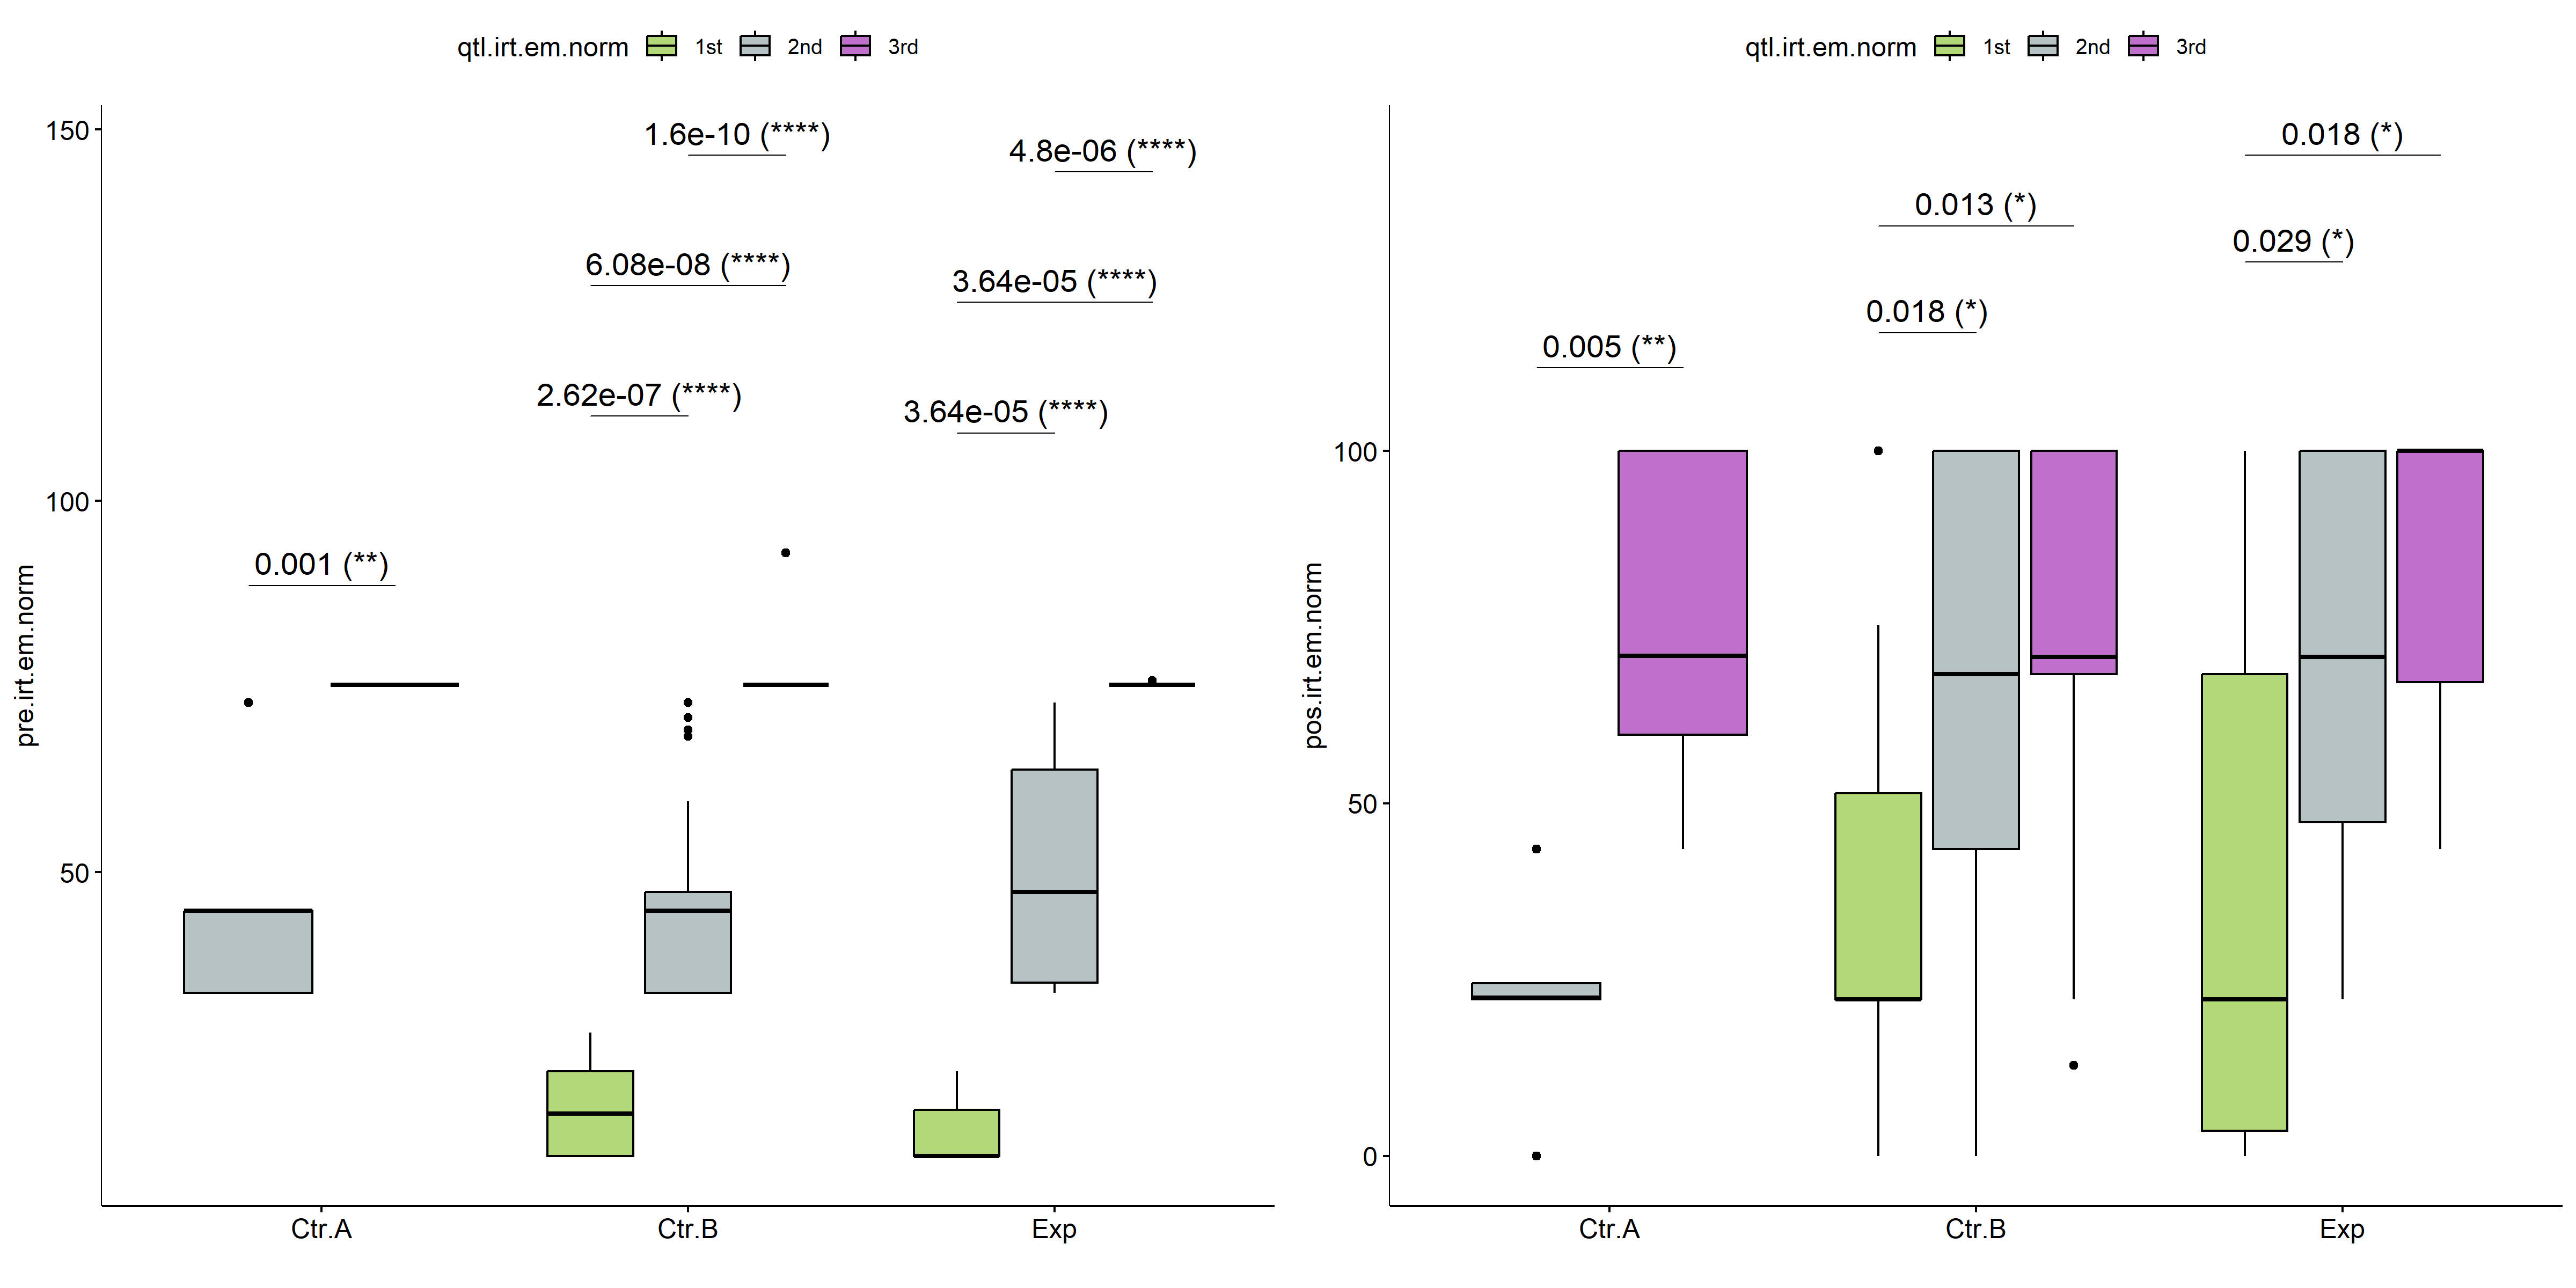 qtl.irt.em.norm 1st 2nd 3rd
150
100
50
pre.irt.em.norm
1.6e-10 (****)
4.8e-06 (****)
6.08e-08 (****)
3.64e-05 (****)
2.62e-07 (****)
3.64e-05 (****)
0.001 (**)
Ctr.A Ctr.B Exp
qtl.irt.em.norm 1st 2nd 3rd
100
50
0
pos.irt.em.norm
0.018 (*)
0.013 (*)
0.029 (*)
0.018 (*)
0.005 (**)
Ctr.A Ctr.B Exp